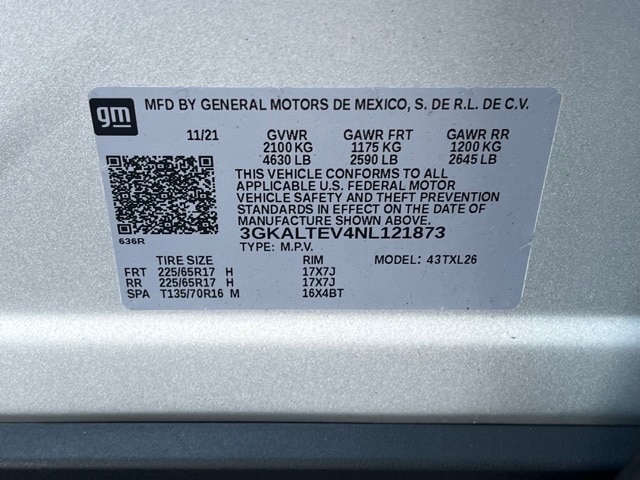 gm
MFD BY GENERAL MOTORS DE MEXICO, S. DE R.L. DE C.V.
11/21 GVWR GAWR FRT GAWR RR
2100 KG 1175 KG 1200 KG
4630 LB 2590 LB 2645 LB
THIS VEHICLE CONFORMS TO ALL
APPLICABLE U.S. FEDERAL MOTOR
VEHICLE SAFETY AND THEFT PREVENTION
STANDARDS IN EFFECT ON THE DATE OF
MANUFACTURE SHOWN ABOVE.
3GKALTEV4NL121873
636R
TYPE: M.P.V.
TIRE SIZE RIM MODEL: 43TXL26
FRT 225/65R17 H 17X7J
RR 225/65R17 H 17X7J
SPA T135/70R16 M 16X4BT